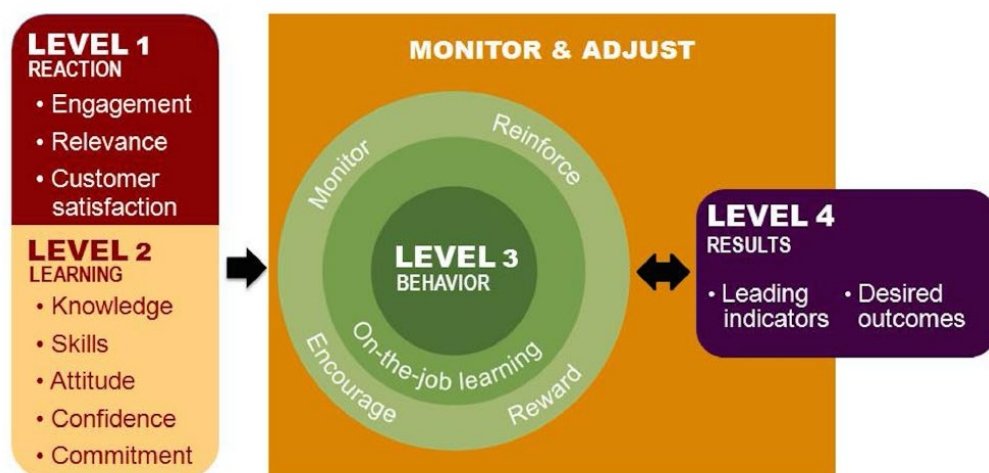 LEVEL 1
REACTION
• Engagement
• Relevance
• Customer
satisfaction
LEVEL 2
LEARNING
• Knowledge
• Skills
• Attitude
• Confidence
• Commitment
MONITOR & ADJUST
Monitor
Reinforce
LEVEL 3
BEHAVIOR
On-the-job learning
Encourage
Reward
LEVEL 4
RESULTS
• Leading
indicators
• Desired
outcomes